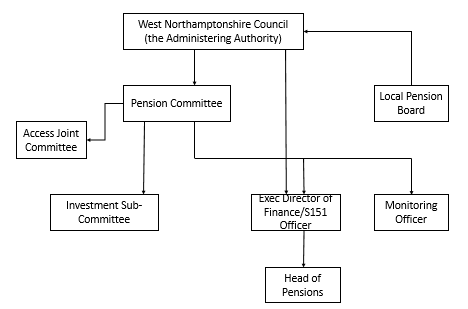 West Northamptonshire Council
(the Administering Authority)
Pension Committee
Local Pension
Board
Access Joint
Committee
Investment Sub-
Committee
Exec Director of
Finance/S151
Officer
Monitoring
Officer
Head of
Pensions